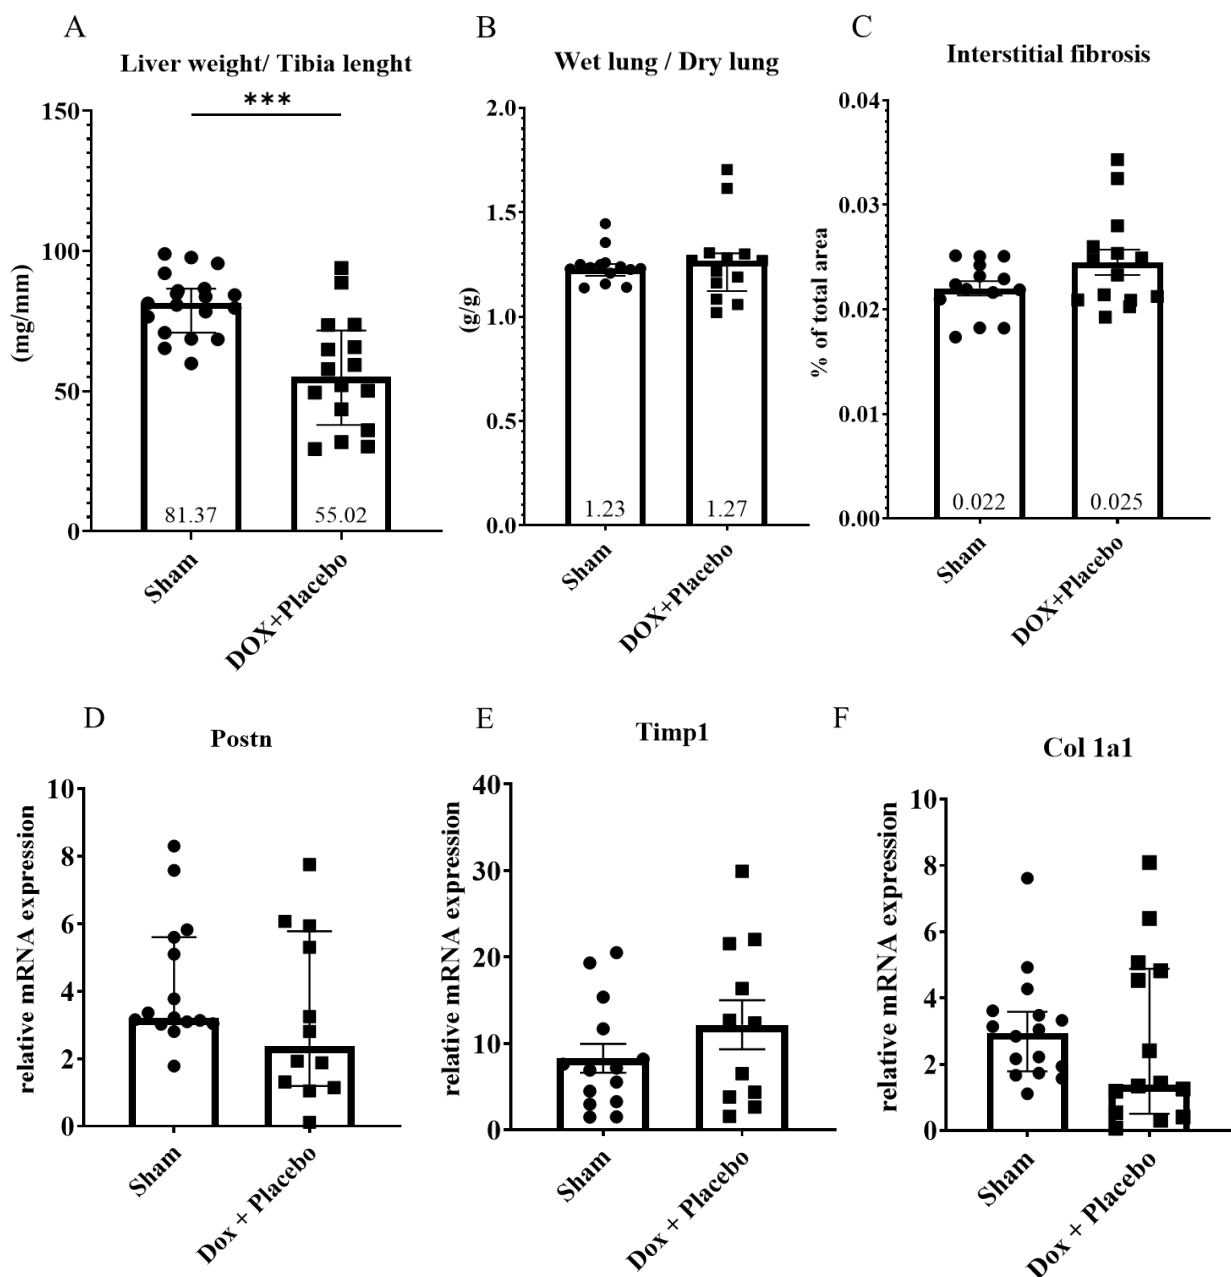 A
Liver weight/ Tibia lenght
***
(mg/mm)
150
100
50
0
81.37
55.02
Sham
DOX+Placebo
B
Wet lung / Dry lung
(g/g)
2.0
1.5
1.0
0.5
0.0
1.23
1.27
Sham
DOX+Placebo
C
Interstitial fibrosis
% of total area
0.04
0.03
0.02
0.01
0.00
0.022
0.025
Sham
DOX+Placebo
D
Postn
relative mRNA expression
10
8
6
4
2
0
Sham
Dox + Placebo
E
Timp1
relative mRNA expression
40
30
20
10
0
Sham
Dox + Placebo
F
Col 1a1
relative mRNA expression
10
8
6
4
2
0
Sham
Dox + Placebo